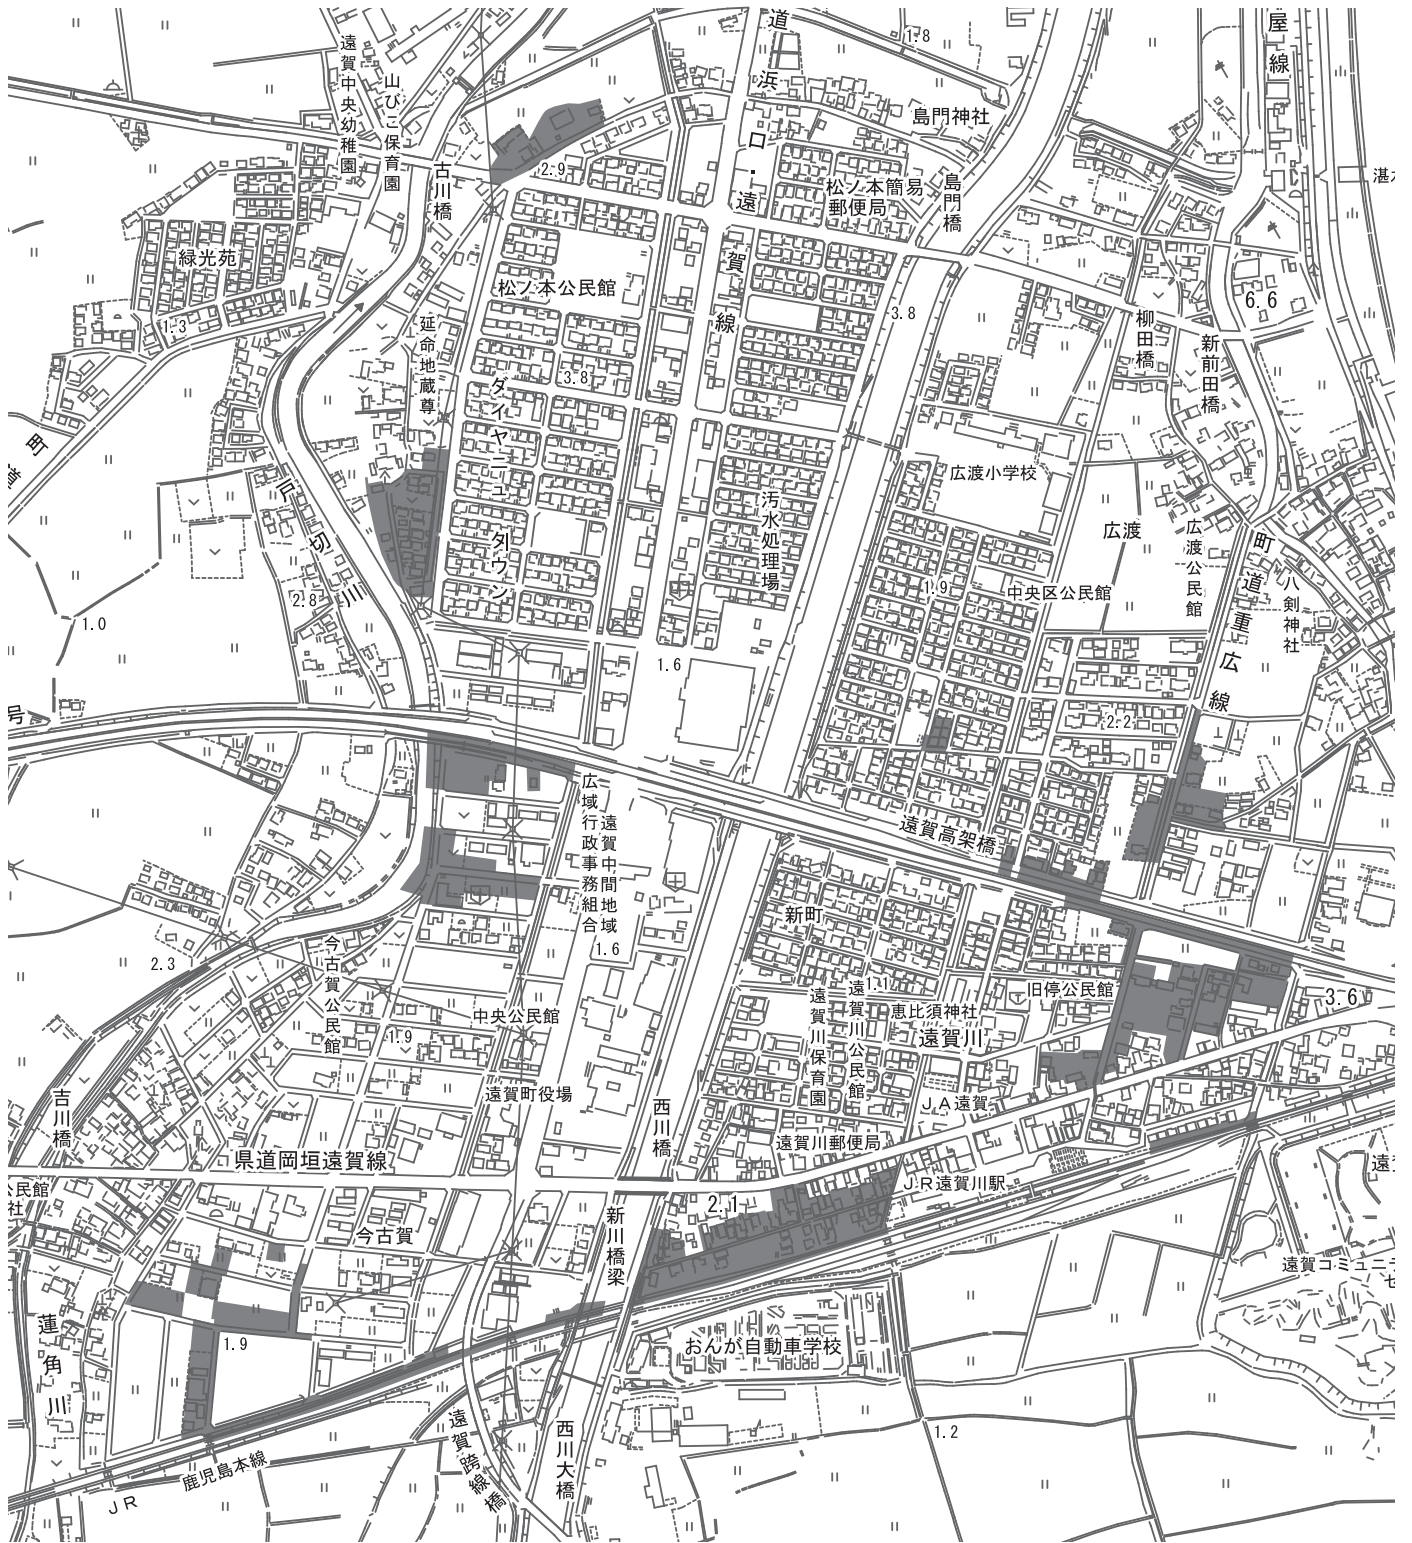 道
浜
口
・
遠
賀
線
屋
線
1.8
遠賀中央幼稚園
山びこ保育園
島門神社
古川橋
2.9
松ノ本簡易
郵便局
島門橋
緑光苑
松ノ本公民館
6.6
1.3
延命地蔵尊
3.8
柳田橋
新前田橋
3.8
ダイヤニュータウン
町
戸切川
汚水処理場
広渡小学校
広渡
広渡公民館
町道重広線
八剣神社
1.9
中央区公民館
2.8
1.0
1.6
号
2.2
広域行政事務組合
遠賀中間地域
遠賀高架橋
新町
1.6
2.3
今古賀公民館
1.1
旧停公民館
3.6
遠賀川保育園
遠賀川公民館
恵比須神社
遠賀川
中央公民館
1.9
遠賀町役場
JA遠賀
吉川橋
西川橋
遠賀川郵便局
県道岡垣遠賀線
JR遠賀川駅
公民館
社
2.1
今古賀
新川橋梁
遠賀コミュニテ
セ
蓮角川
1.9
おんが自動車学校
遠賀跨線橋
西川大橋
1.2
鹿児島本線
JR